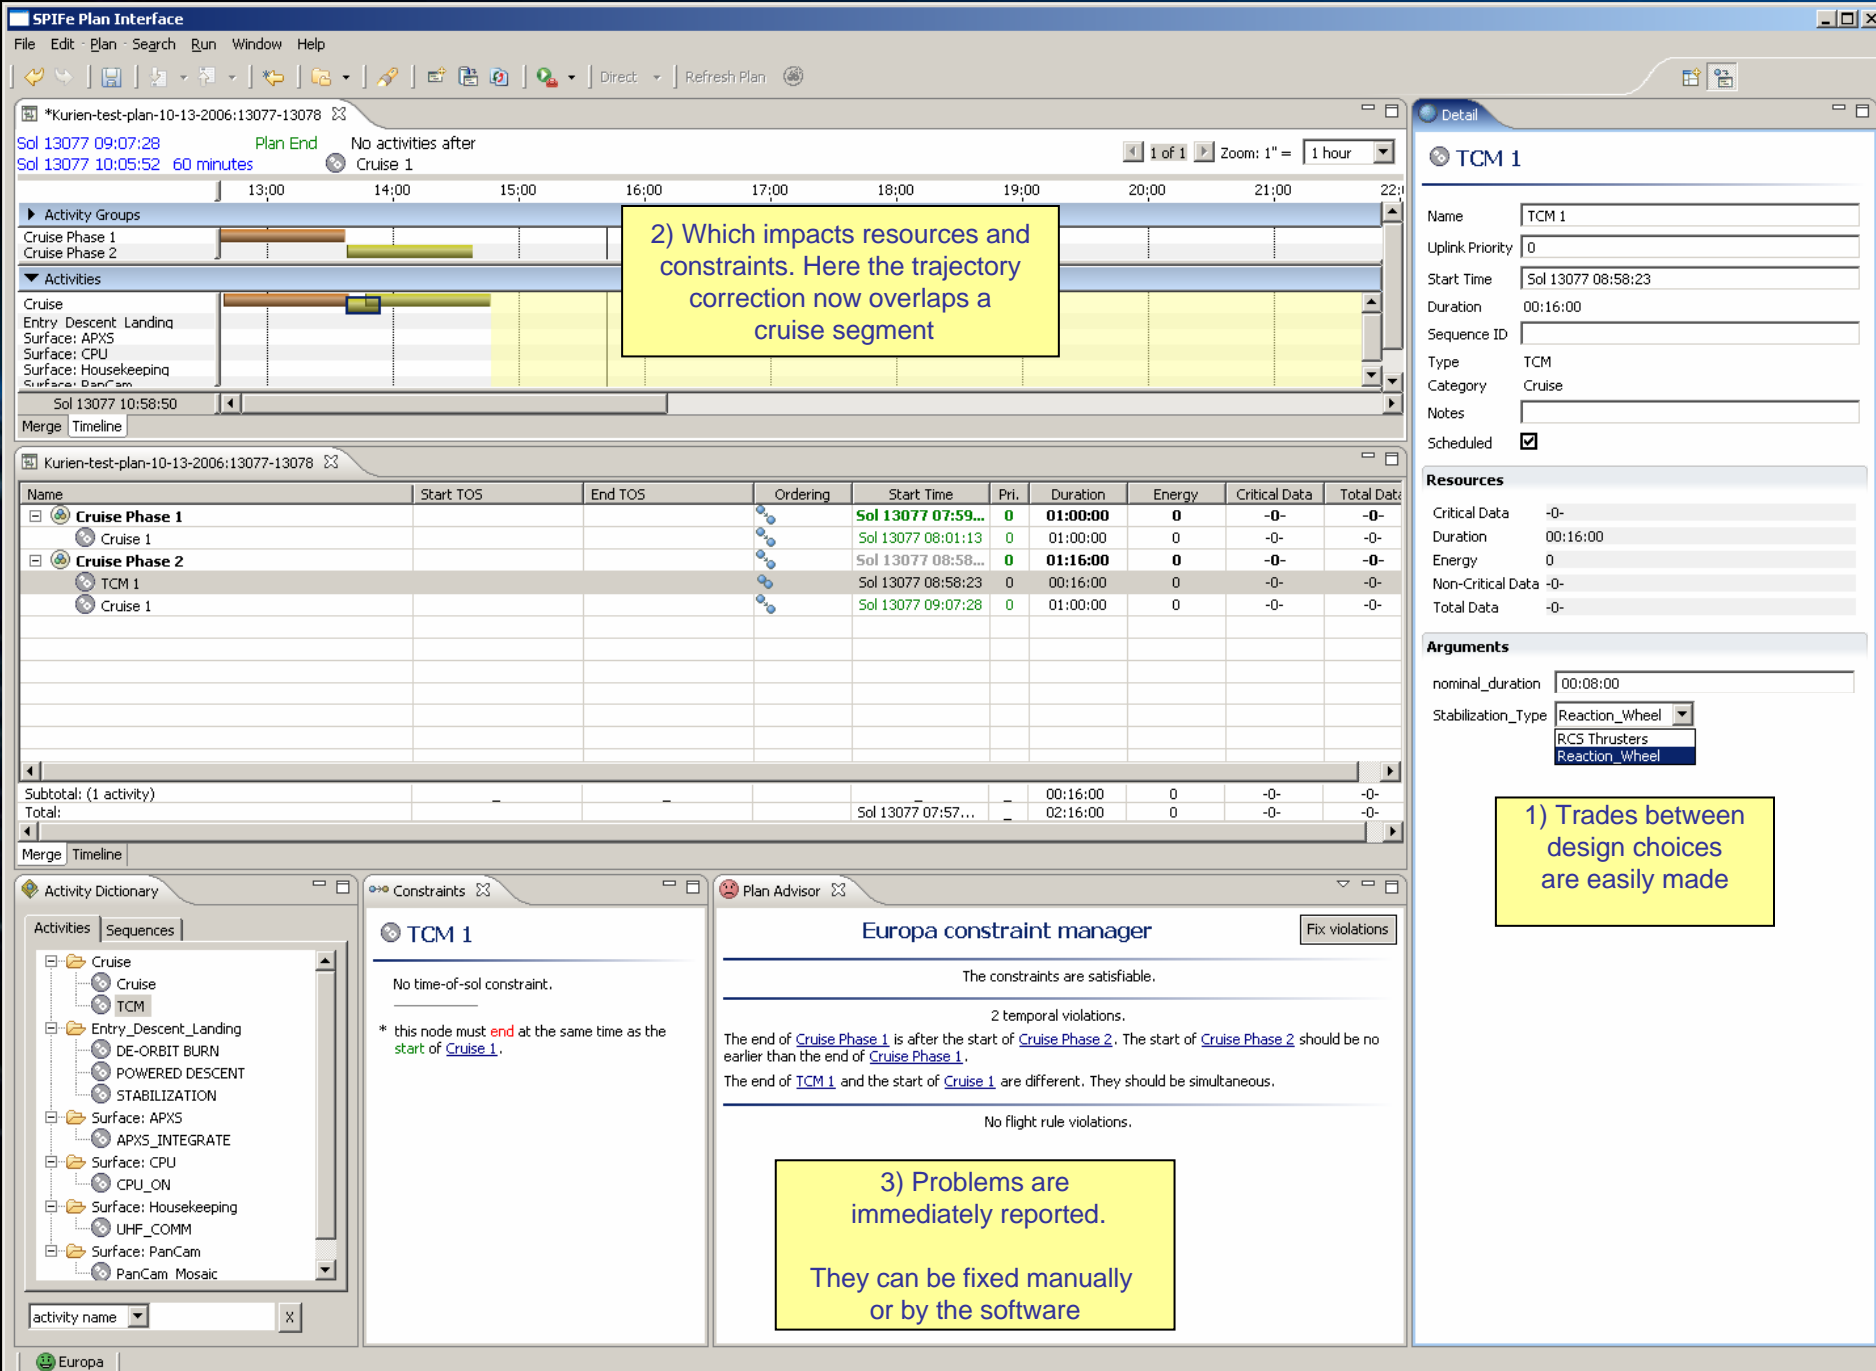 SPIFe Plan Interface
File Edit Plan Search Run Window Help
Direct Refresh Plan
*Kurien-test-plan-10-13-2006:13077-13078
Sol 13077 09:07:28 Plan End No activities after
Sol 13077 10:05:52 60 minutes Cruise 1
1 of 1 Zoom: 1" = 1 hour
13:00 14:00 15:00 16:00 17:00 18:00 19:00 20:00 21:00
Activity Groups
Cruise Phase 1
Cruise Phase 2
Activities
Cruise
Entry_Descent_Landing
Surface: APXS
Surface: CPU
Surface: Housekeeping
Surface: PanCam
Sol 13077 10:58:50
Merge Timeline
2) Which impacts resources and
constraints. Here the trajectory
correction now overlaps a
cruise segment
Kurien-test-plan-10-13-2006:13077-13078
Name Start TOS End TOS Ordering Start Time Pri. Duration Energy Critical Data Total Data
Cruise Phase 1 Sol 13077 07:59... 0 01:00:00 0 -0- -0-
Cruise 1 Sol 13077 08:01:13 0 01:00:00 0 -0- -0-
Cruise Phase 2 Sol 13077 08:58... 0 01:16:00 0 -0- -0-
TCM 1 Sol 13077 08:58:23 0 00:16:00 0 -0- -0-
Cruise 1 Sol 13077 09:07:28 0 01:00:00 0 -0- -0-
Subtotal: (1 activity) _ _ _ _ 00:16:00 0 -0- -0-
Total: Sol 13077 07:57... _ 02:16:00 0 -0- -0-
Merge Timeline
Activity Dictionary
Activities Sequences
Cruise
Cruise
TCM
Entry_Descent_Landing
DE-ORBIT BURN
POWERED DESCENT
STABILIZATION
Surface: APXS
APXS_INTEGRATE
Surface: CPU
CPU_ON
Surface: Housekeeping
UHF_COMM
Surface: PanCam
PanCam_Mosaic
activity name X
Europa
Constraints
TCM 1
No time-of-sol constraint.
* this node must end at the same time as the
start of Cruise 1.
Plan Advisor
Europa constraint manager
Fix violations
The constraints are satisfiable.
2 temporal violations.
The end of Cruise Phase 1 is after the start of Cruise Phase 2. The start of Cruise Phase 2 should be no
earlier than the end of Cruise Phase 1.
The end of TCM 1 and the start of Cruise 1 are different. They should be simultaneous.
No flight rule violations.
3) Problems are
immediately reported.
They can be fixed manually
or by the software
Detail
TCM 1
Name TCM 1
Uplink Priority 0
Start Time Sol 13077 08:58:23
Duration 00:16:00
Sequence ID
Type TCM
Category Cruise
Notes
Scheduled
Resources
Critical Data -0-
Duration 00:16:00
Energy 0
Non-Critical Data -0-
Total Data -0-
Arguments
nominal_duration 00:08:00
Stabilization_Type Reaction_Wheel
RCS Thrusters
Reaction_Wheel
1) Trades between
design choices
are easily made